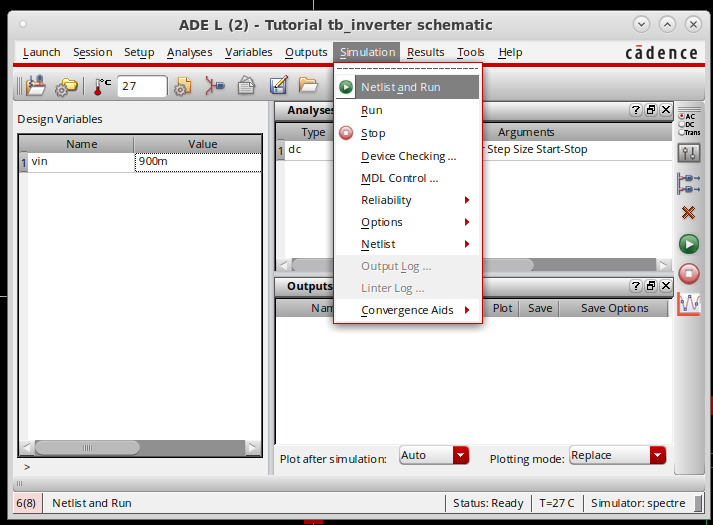 ADE L (2) - Tutorial tb_inverter schematic
Launch Session Setup Analyses Variables Outputs Simulation Results Tools Help cādence
°C 27
Netlist and Run
Run
Stop
Device Checking ...
MDL Control ...
Reliability
Options
Netlist
Output Log ...
Linter Log ...
Convergence Aids
Design Variables
Name Value
1 vin 900m
>
Analyses
Type Arguments
1 dc Step Size Start-Stop
Outputs
Plot Save Save Options
Plot after simulation: Auto Plotting mode: Replace
AC
DC
Trans
6(8) Netlist and Run Status: Ready T=27 C Simulator: spectre